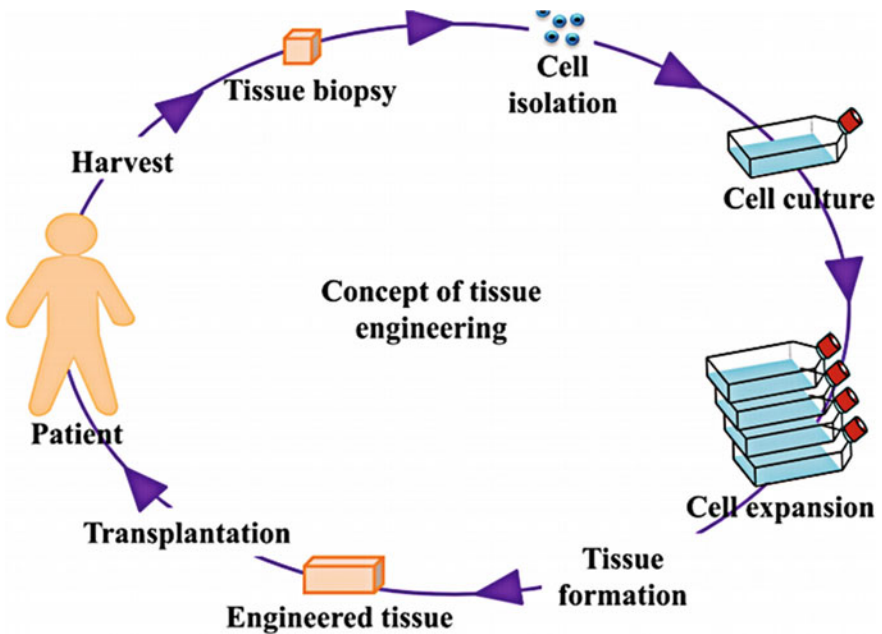 Harvest
Tissue biopsy
Cell
isolation
Cell culture
Concept of tissue
engineering
Patient
Cell expansion
Tissue
formation
Engineered tissue
Transplantation